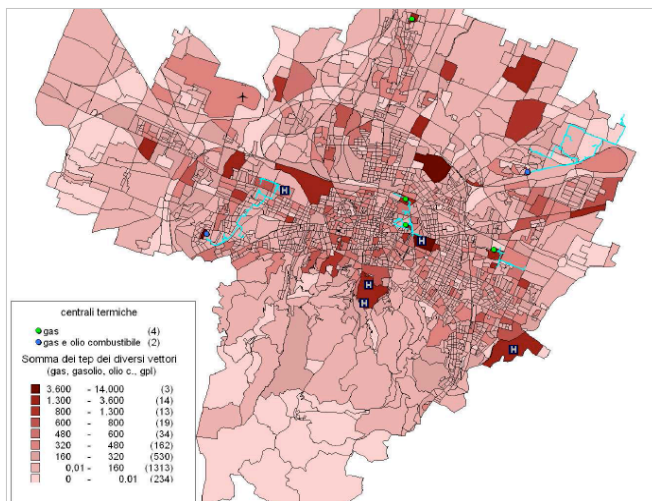 H
H
H
H
H
centrali termiche
gas (4)
gas e olio combustibile (2)
Somma dei tep dei diversi vettori
(gas, gasolio, olio c., gpl)
3.600 - 14.000 (3)
1.300 - 3.600 (14)
800 - 1.300 (13)
600 - 800 (19)
480 - 600 (34)
320 - 480 (162)
160 - 320 (530)
0,01 - 160 (1313)
0 - 0,01 (234)